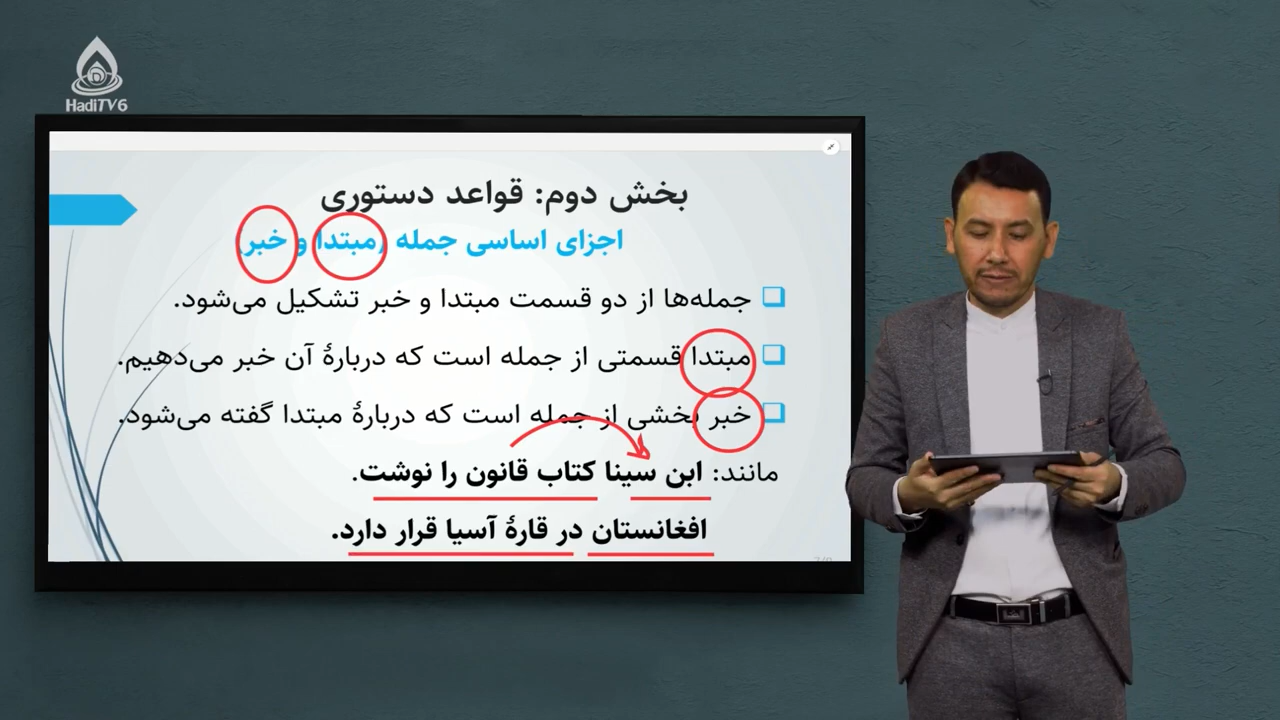 HadiTV6
بخش دوم: قواعد دستوری
اجزای اساسی جمله (مبتدا و خبر)
جمله‌ها از دو قسمت مبتدا و خبر تشکیل می‌شود.
مبتدا قسمتی از جمله است که دربارهٔ آن خبر می‌دهیم.
خبر بخشی از جمله است که دربارهٔ مبتدا گفته می‌شود.
مانند: ابن سینا کتاب قانون را نوشت.
افغانستان در قارهٔ آسیا قرار دارد.